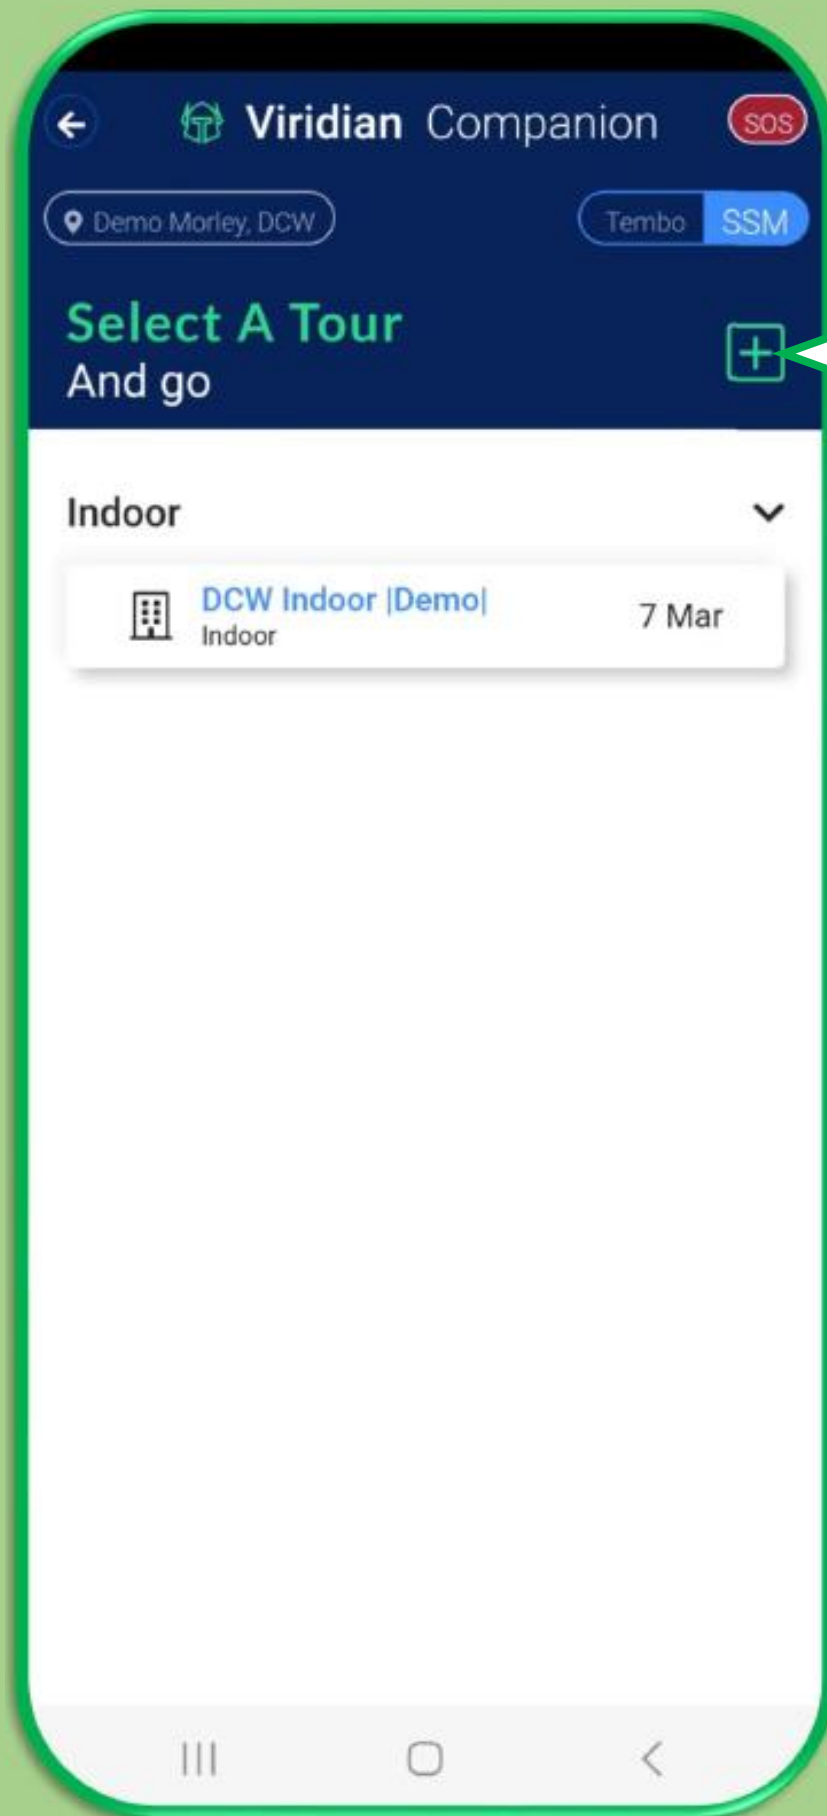 Viridian Companion
SOS
Demo Morley, DCW
Tembo SSM
Select A Tour
And go
Indoor
DCW Indoor |Demo|
Indoor
7 Mar